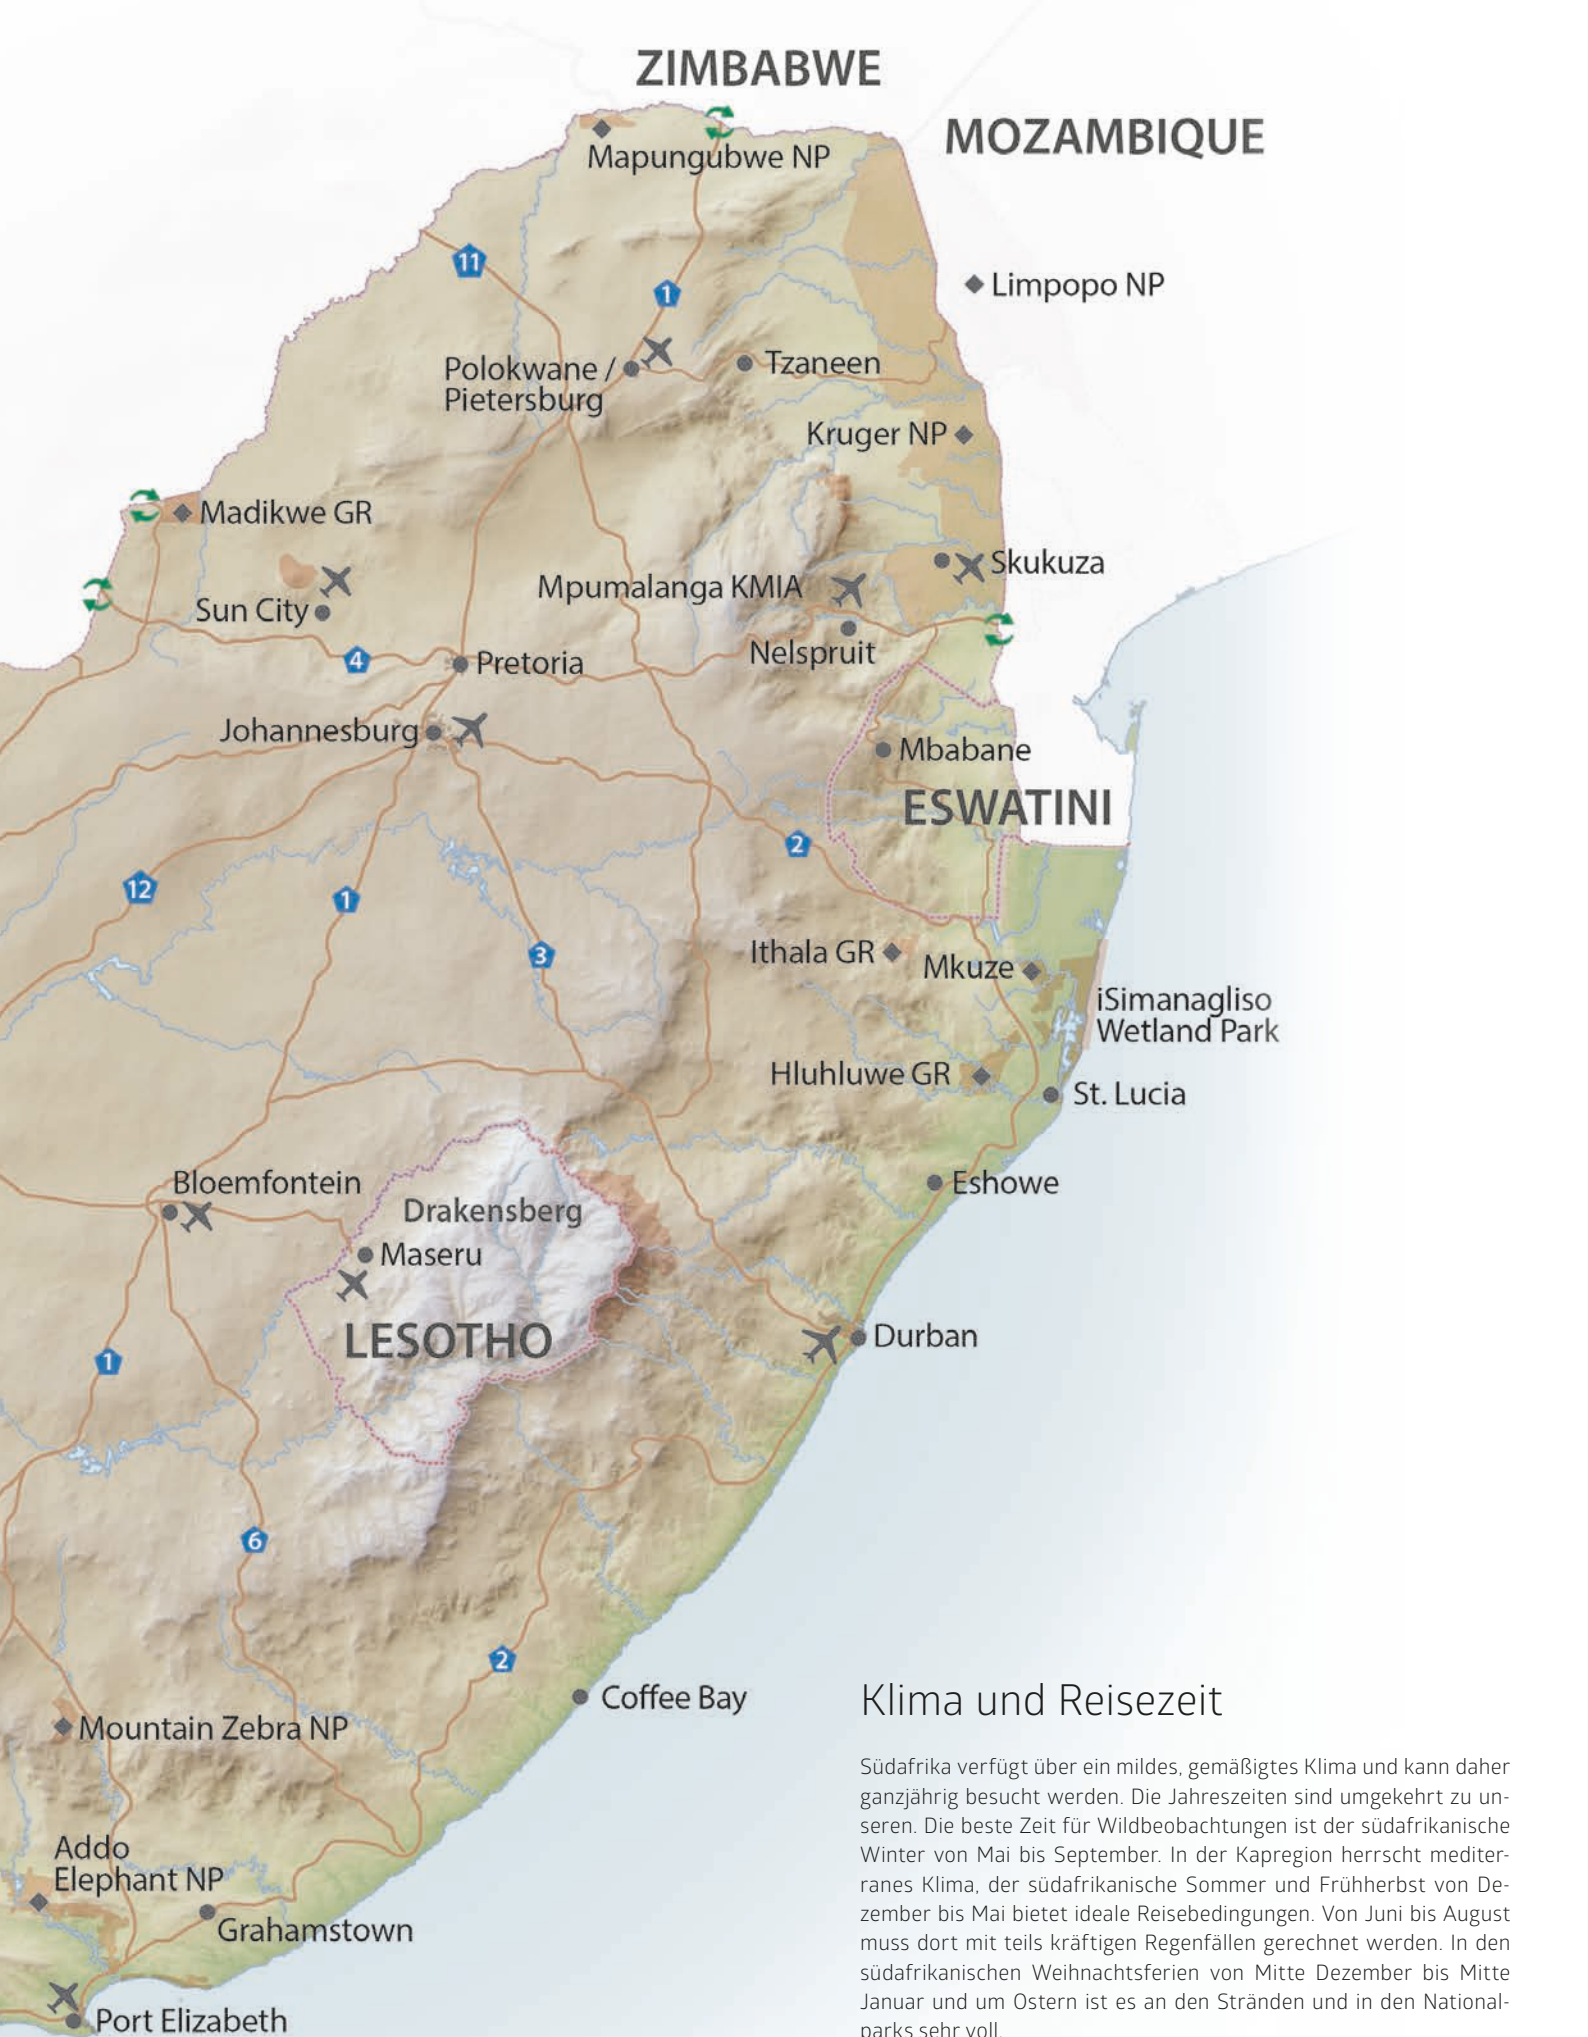 ZIMBABWE
MOZAMBIQUE
Mapungubwe NP
11
1
Limpopo NP
Polokwane /
Pietersburg
Tzaneen
Kruger NP
Madikwe GR
Skukuza
Mpumalanga KMIA
Sun City
Nelspruit
4
Pretoria
Johannesburg
Mbabane
ESWATINI
2
12
1
3
Ithala GR
Mkuze
iSimanagliso
Wetland Park
Hluhluwe GR
St. Lucia
Bloemfontein
Eshowe
Drakensberg
Maseru
LESOTHO
Durban
1
6
2
Coffee Bay
Mountain Zebra NP
Addo
Elephant NP
Grahamstown
Port Elizabeth
Klima und Reisezeit
Südafrika verfügt über ein mildes, gemäßigtes Klima und kann daher
ganzjährig besucht werden. Die Jahreszeiten sind umgekehrt zu un-
seren. Die beste Zeit für Wildbeobachtungen ist der südafrikanische
Winter von Mai bis September. In der Kapregion herrscht mediter-
ranes Klima, der südafrikanische Sommer und Frühherbst von De-
zember bis Mai bietet ideale Reisebedingungen. Von Juni bis August
muss dort mit teils kräftigen Regenfällen gerechnet werden. In den
südafrikanischen Weihnachtsferien von Mitte Dezember bis Mitte
Januar und um Ostern ist es an den Stränden und in den National-
parks sehr voll.